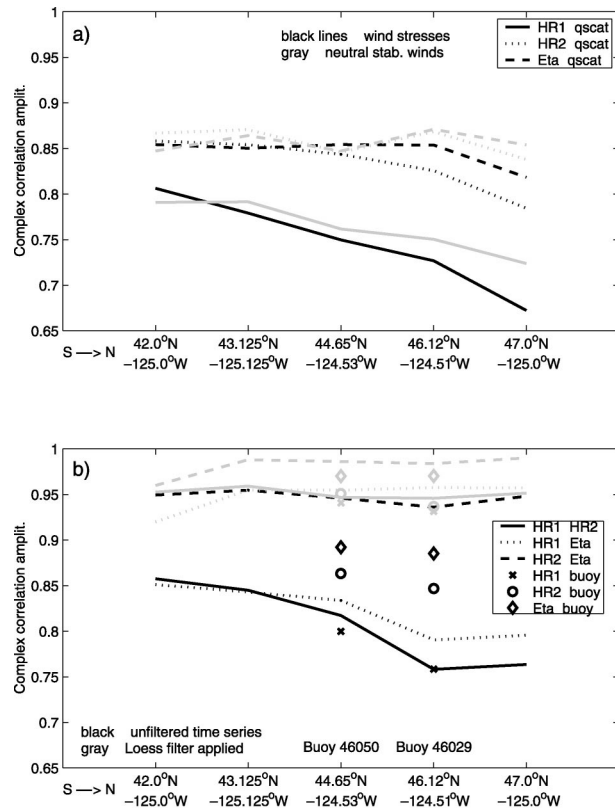 a)
black lines wind stresses
gray neutral stab. winds
HR1 qscat
HR2 qscat
Eta qscat
Complex correlation amplit.
1
0.95
0.9
0.85
0.8
0.75
0.7
0.65
S —> N
42.0°N 43.125°N 44.65°N 46.12°N 47.0°N
−125.0°W −125.125°W −124.53°W −124.51°W −125.0°W
b)
HR1 HR2
HR1 Eta
HR2 Eta
HR1 buoy
HR2 buoy
Eta buoy
Complex correlation amplit.
1
0.95
0.9
0.85
0.8
0.75
0.7
0.65
black unfiltered time series
gray Loess filter applied
Buoy 46050 Buoy 46029
S —> N
42.0°N 43.125°N 44.65°N 46.12°N 47.0°N
−125.0°W −125.125°W −124.53°W −124.51°W −125.0°W